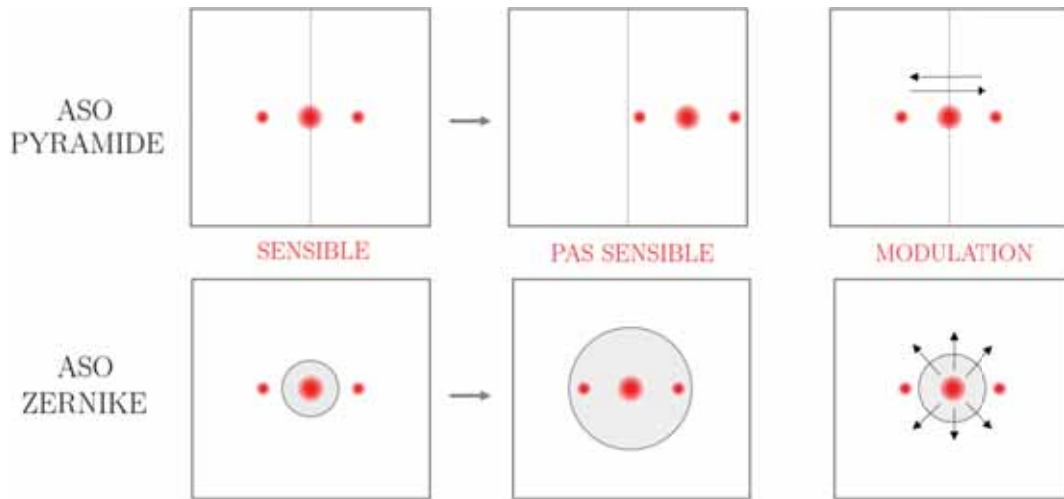 ASO
PYRAMIDE
SENSIBLE
PAS SENSIBLE
MODULATION
ASO
ZERNIKE